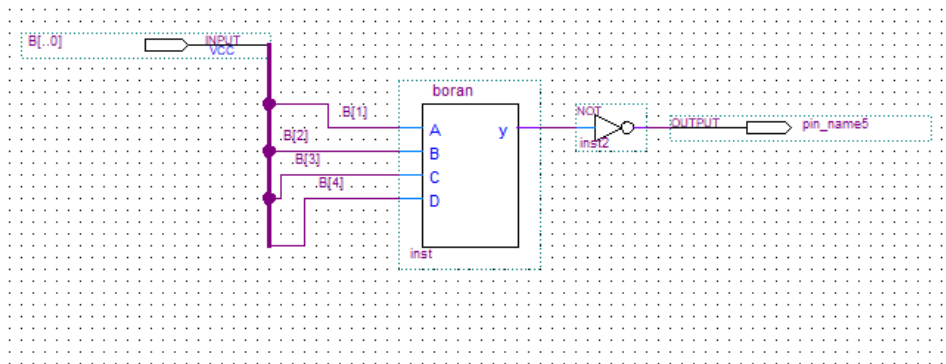 B[..0]
INPUT
VCC
boran
.B[1]
.B[2]
.B[3]
.B[4]
A
B
C
D
y
inst
NOT
inst2
OUTPUT
pin_name5